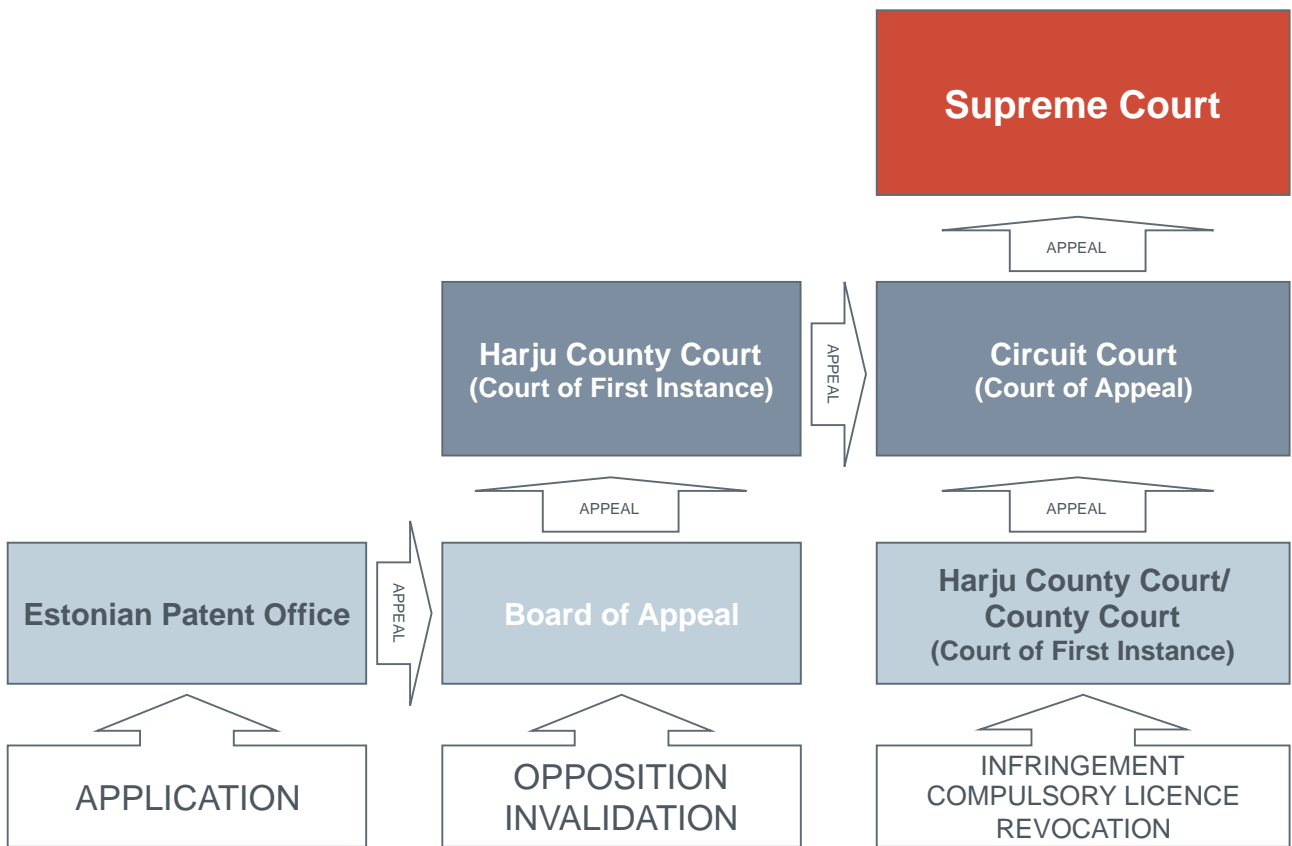 Supreme Court
APPEAL
Harju County Court
(Court of First Instance)
APPEAL
Circuit Court
(Court of Appeal)
APPEAL
APPEAL
Estonian Patent Office
APPEAL
Board of Appeal
Harju County Court/
County Court
(Court of First Instance)
APPLICATION
OPPOSITION
INVALIDATION
INFRINGEMENT
COMPULSORY LICENCE
REVOCATION